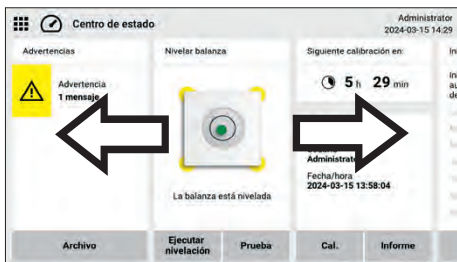 Centro de estado
Administrator
2024-03-15 14:29
Advertencias
Nivelar balanza
Siguiente calibración en:
Advertencia
1 mensaje
5 h 29 min
Administrator
Fecha/hora
2024-03-15 13:58:04
La balanza está nivelada
Archivo
Ejecutar
nivelación
Prueba
Cal.
Informe